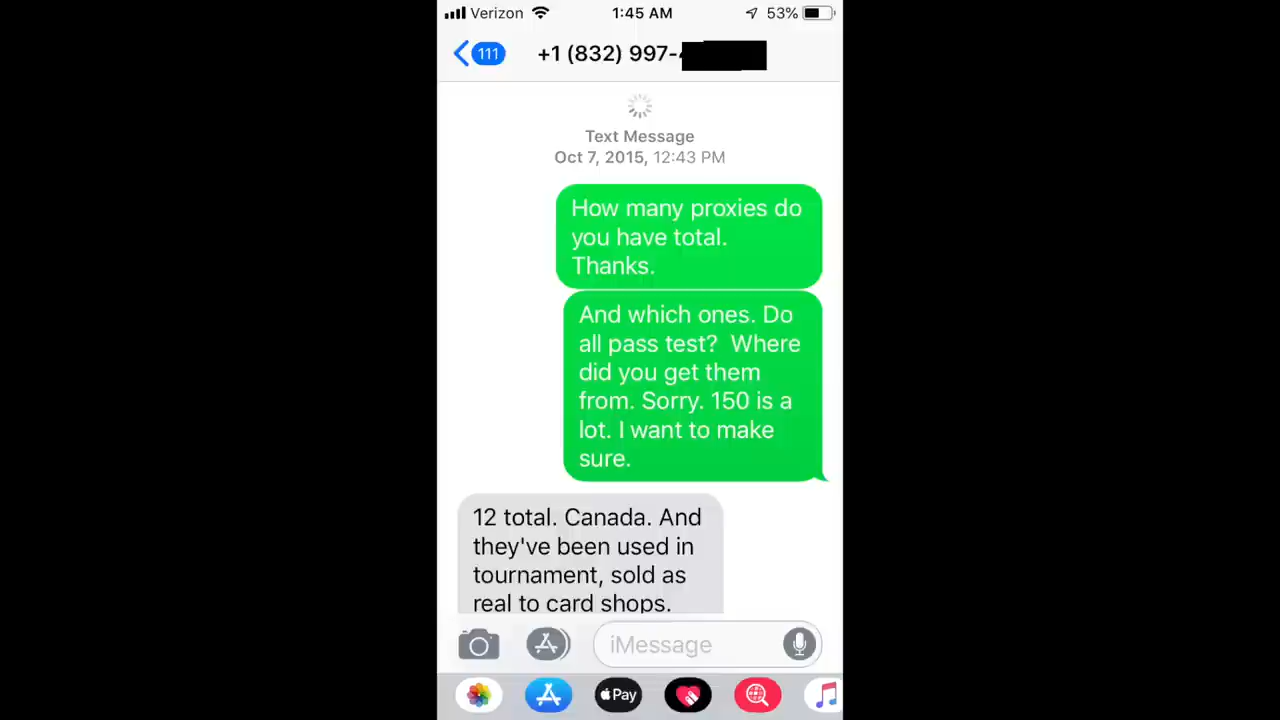 Verizon 1:45 AM 53%
111 +1 (832) 997-
Text Message
Oct 7, 2015, 12:43 PM
How many proxies do
you have total.
Thanks.
And which ones. Do
all pass test? Where
did you get them
from. Sorry. 150 is a
lot. I want to make
sure.
12 total. Canada. And
they've been used in
tournament, sold as
real to card shops.
iMessage
Pay